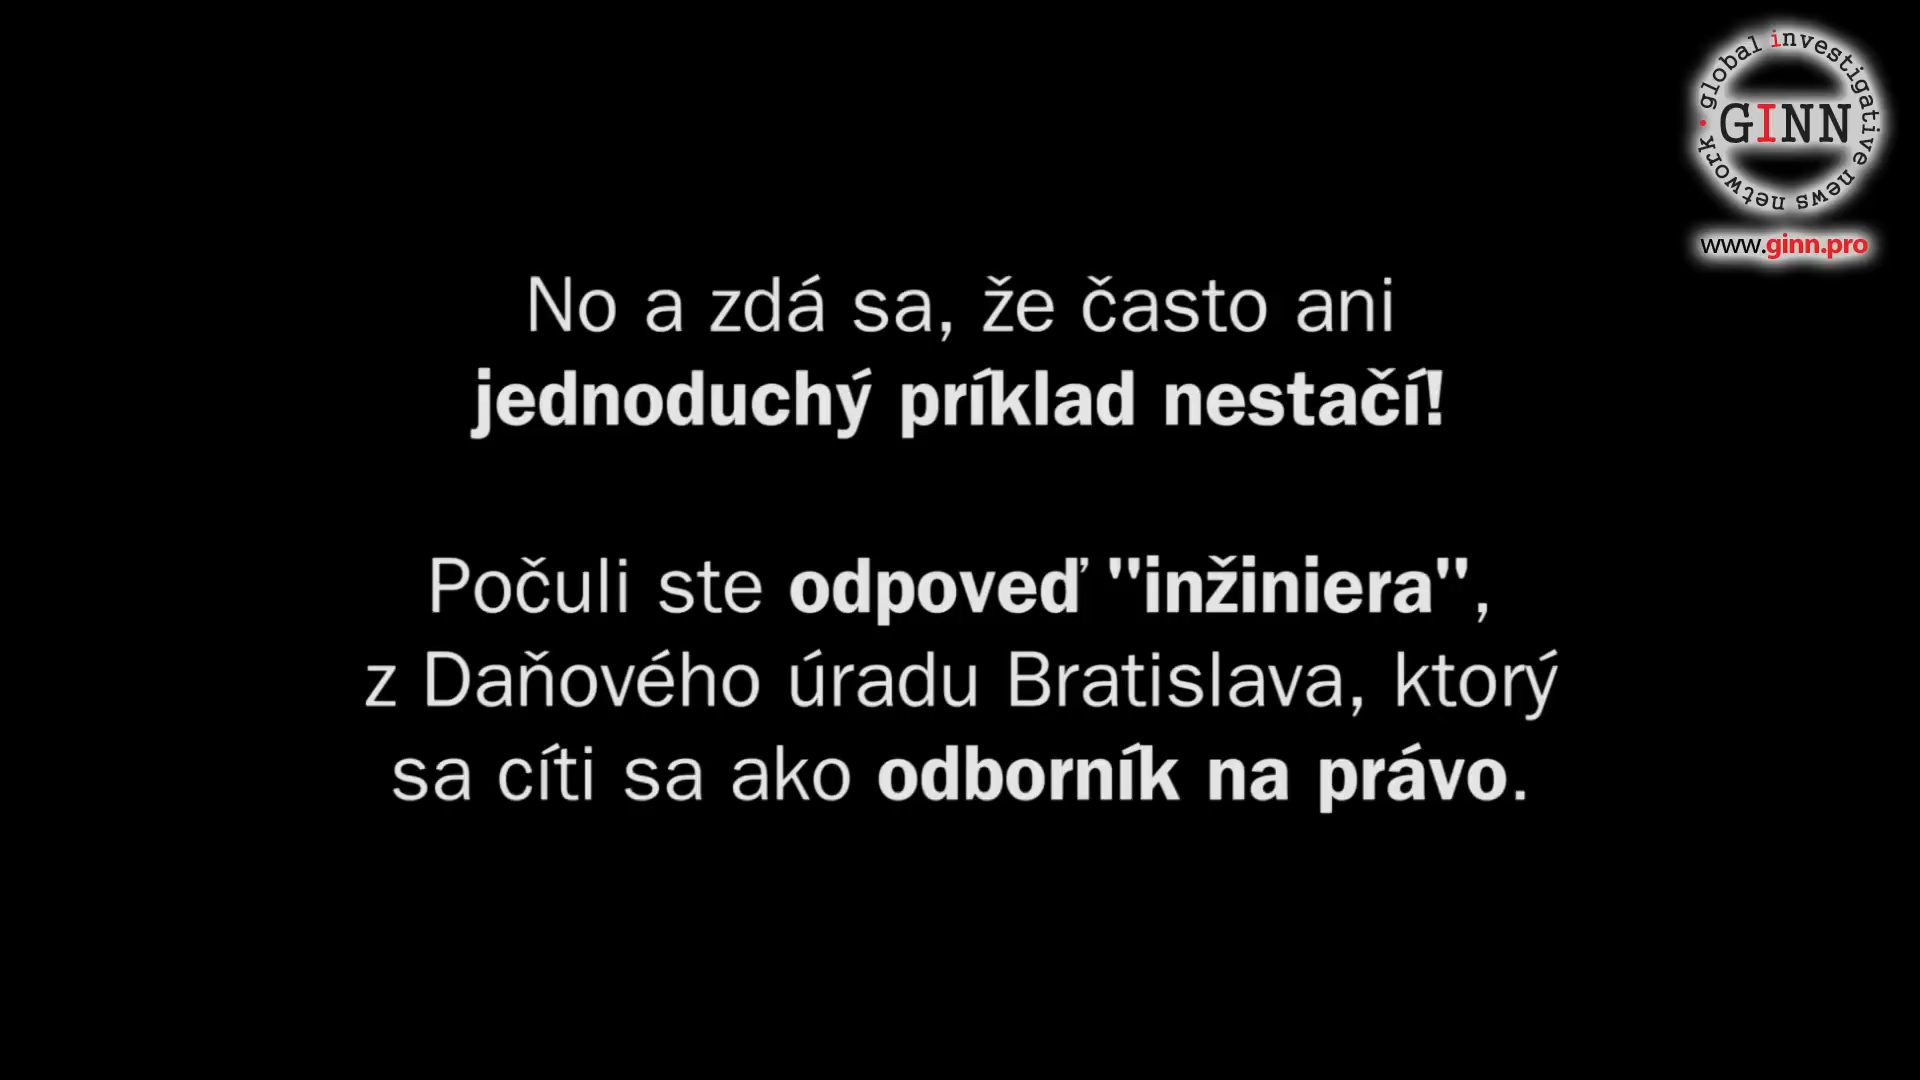 global investigative news network
GINN
www.ginn.pro
No a zdá sa, že často ani
jednoduchý príklad nestačí!
Počuli ste odpoveď "inžiniera",
z Daňového úradu Bratislava, ktorý
sa cíti sa ako odborník na právo.